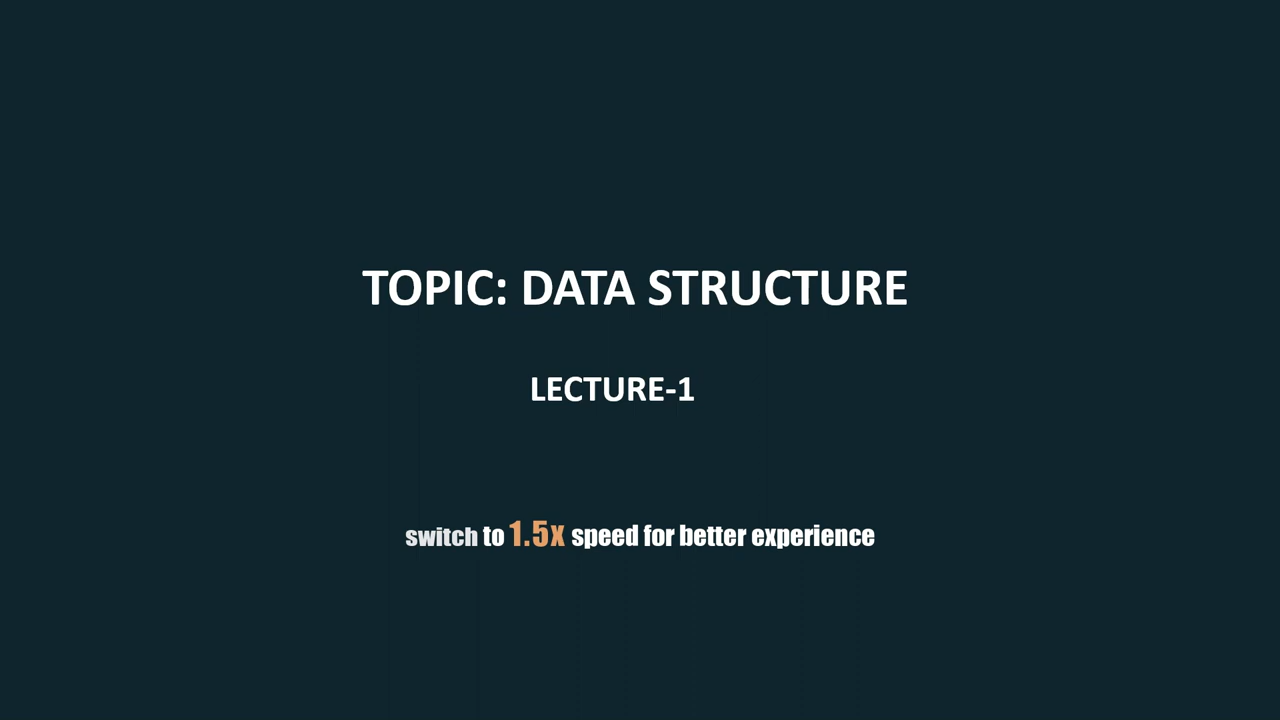 TOPIC: DATA STRUCTURE
LECTURE-1
switch to 1.5x speed for better experience